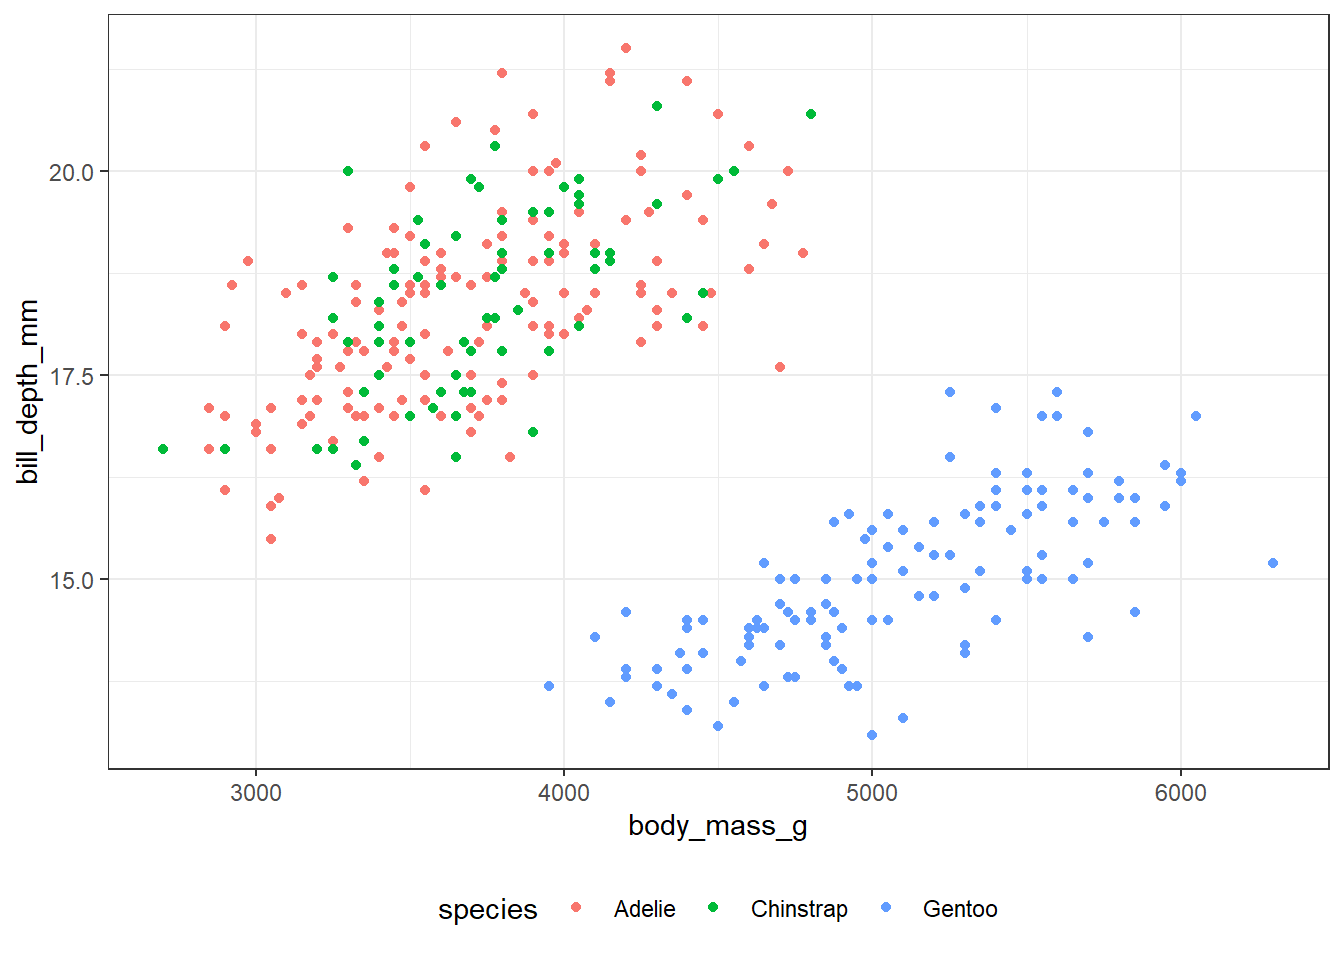 bill_depth_mm
20.0
17.5
15.0
3000 4000 5000 6000
body_mass_g
species Adelie Chinstrap Gentoo